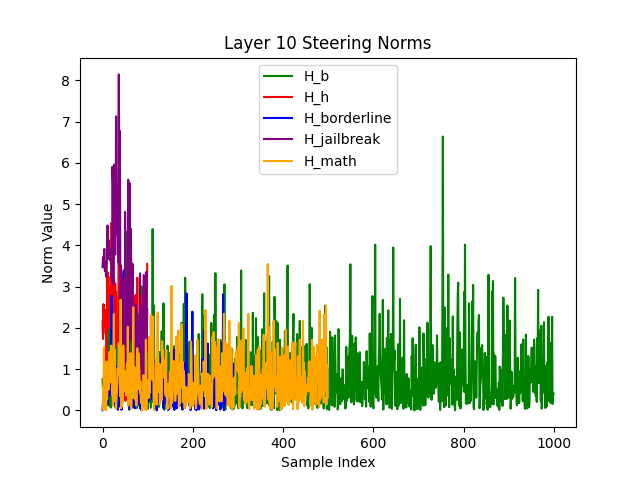 Layer 10 Steering Norms
H_b
H_h
H_borderline
H_jailbreak
H_math
Norm Value
8
7
6
5
4
3
2
1
0
0 200 400 600 800 1000
Sample Index